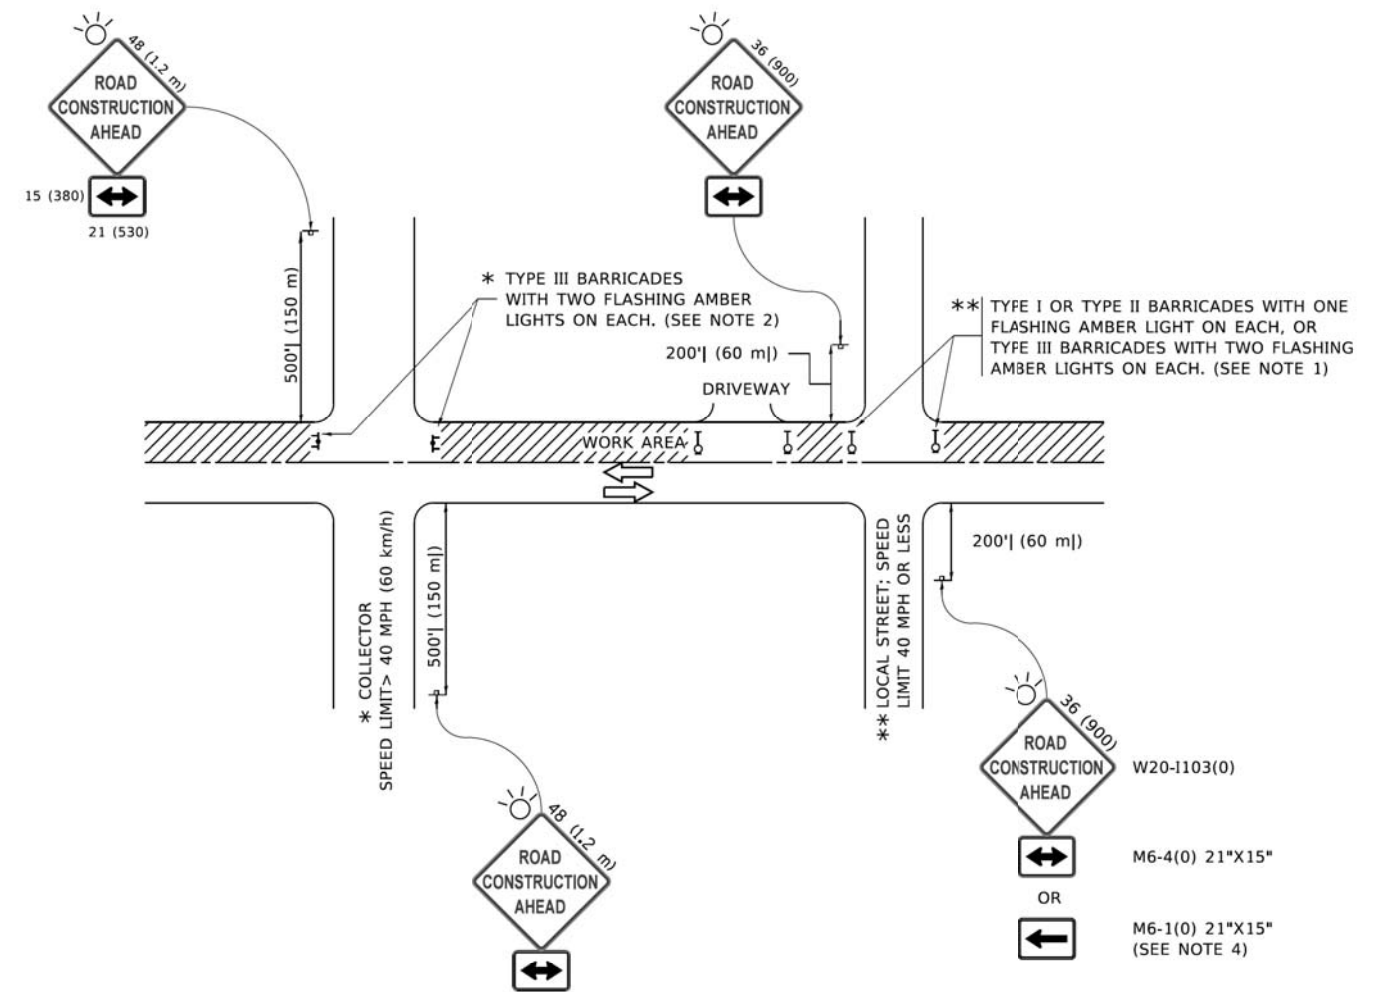 48 (1.2 m)
ROAD
CONSTRUCTION
AHEAD
15 (380)
21 (530)
36 (900)
ROAD
CONSTRUCTION
AHEAD
500'| (150 m)
* TYPE III BARRICADES
WITH TWO FLASHING AMBER
LIGHTS ON EACH. (SEE NOTE 2)
200'| (60 m|)
DRIVEWAY
** TYPE I OR TYPE II BARRICADES WITH ONE
FLASHING AMBER LIGHT ON EACH, OR
TYPE III BARRICADES WITH TWO FLASHING
AMBER LIGHTS ON EACH. (SEE NOTE 1)
WORK AREA
* COLLECTOR
SPEED LIMIT> 40 MPH (60 km/h)
500'| (150 m|)
** LOCAL STREET; SPEED
LIMIT 40 MPH OR LESS
200'| (60 m|)
48 (1.2 m)
ROAD
CONSTRUCTION
AHEAD
36 (900)
ROAD
CONSTRUCTION
AHEAD
W20-I103(0)
M6-4(0) 21"X15"
OR
M6-1(0) 21"X15"
(SEE NOTE 4)